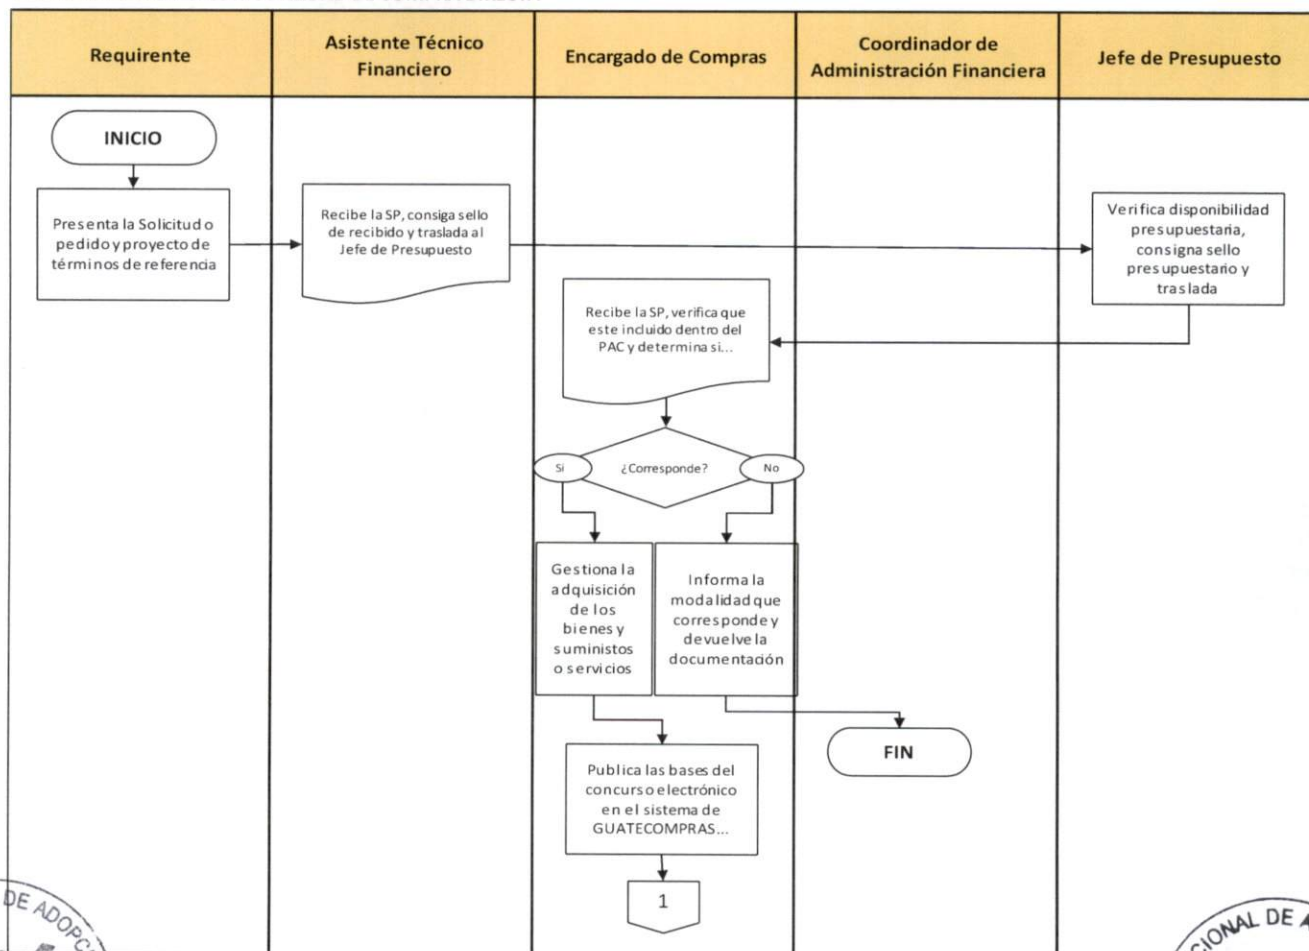 Requirente
Asistente Técnico
Financiero
Encargado de Compras
Coordinador de
Administración Financiera
Jefe de Presupuesto
INICIO
Presenta la Solicitud o
pedido y proyecto de
términos de referencia
Recibe la SP, consiga sello
de recibido y traslada al
Jefe de Presupuesto
Verifica disponibilidad
presupuestaria,
consigna sello
presupuestario y
traslada
Recibe la SP, verifica que
este incluido dentro del
PAC y determina si...
¿Corresponde?
Si
No
Gestiona la
adquisición
de los
bienes y
suministos
o servicios
Informa la
modalidad que
corresponde y
devuelve la
documentación
FIN
Publica las bases del
concurso electrónico
en el sistema de
GUATECOMPRAS...
1
DE ADOPC
IONAL DE A